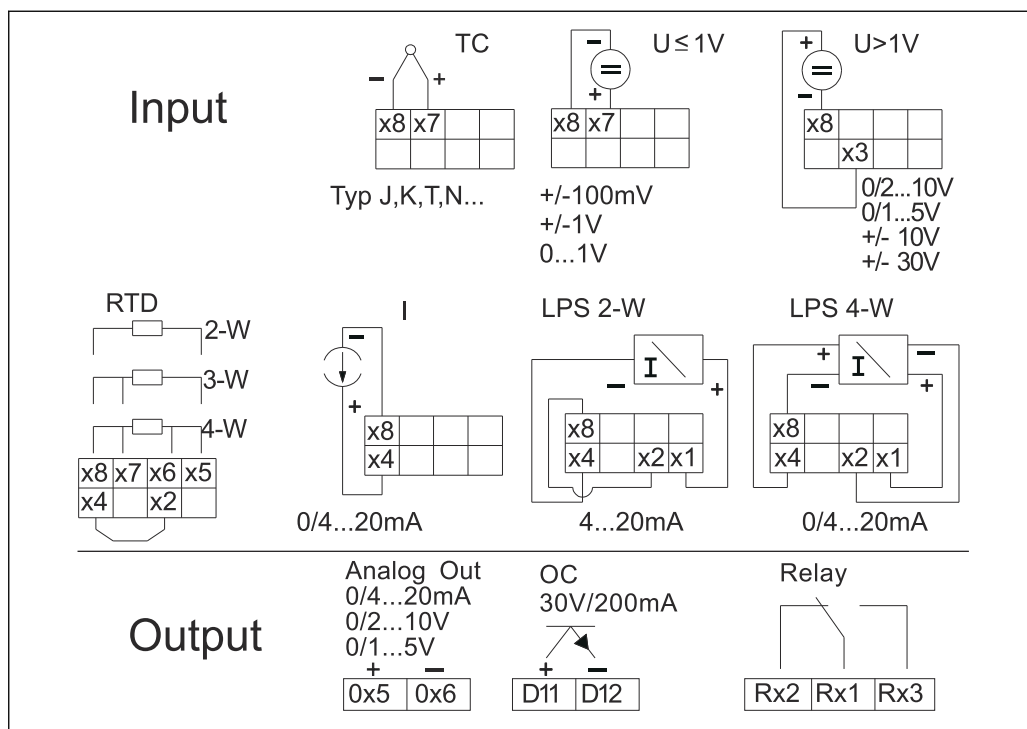 Input
TC
− +
x8 x7
Typ J,K,T,N...
U ≤ 1V
−
+
x8 x7
+/-100mV
+/-1V
0...1V
U>1V
+
−
x8
x3
0/2...10V
0/1...5V
+/- 10V
+/- 30V
RTD
2-W
3-W
4-W
x8 x7 x6 x5
x4 x2
I
−
+
x8
x4
0/4...20mA
LPS 2-W
I
− +
x8
x4 x2 x1
4...20mA
LPS 4-W
+ I −
− +
x8
x4 x2 x1
0/4...20mA
Output
Analog Out
0/4...20mA
0/2...10V
0/1...5V
+ −
0x5 0x6
OC
30V/200mA
+ −
D11 D12
Relay
Rx2 Rx1 Rx3